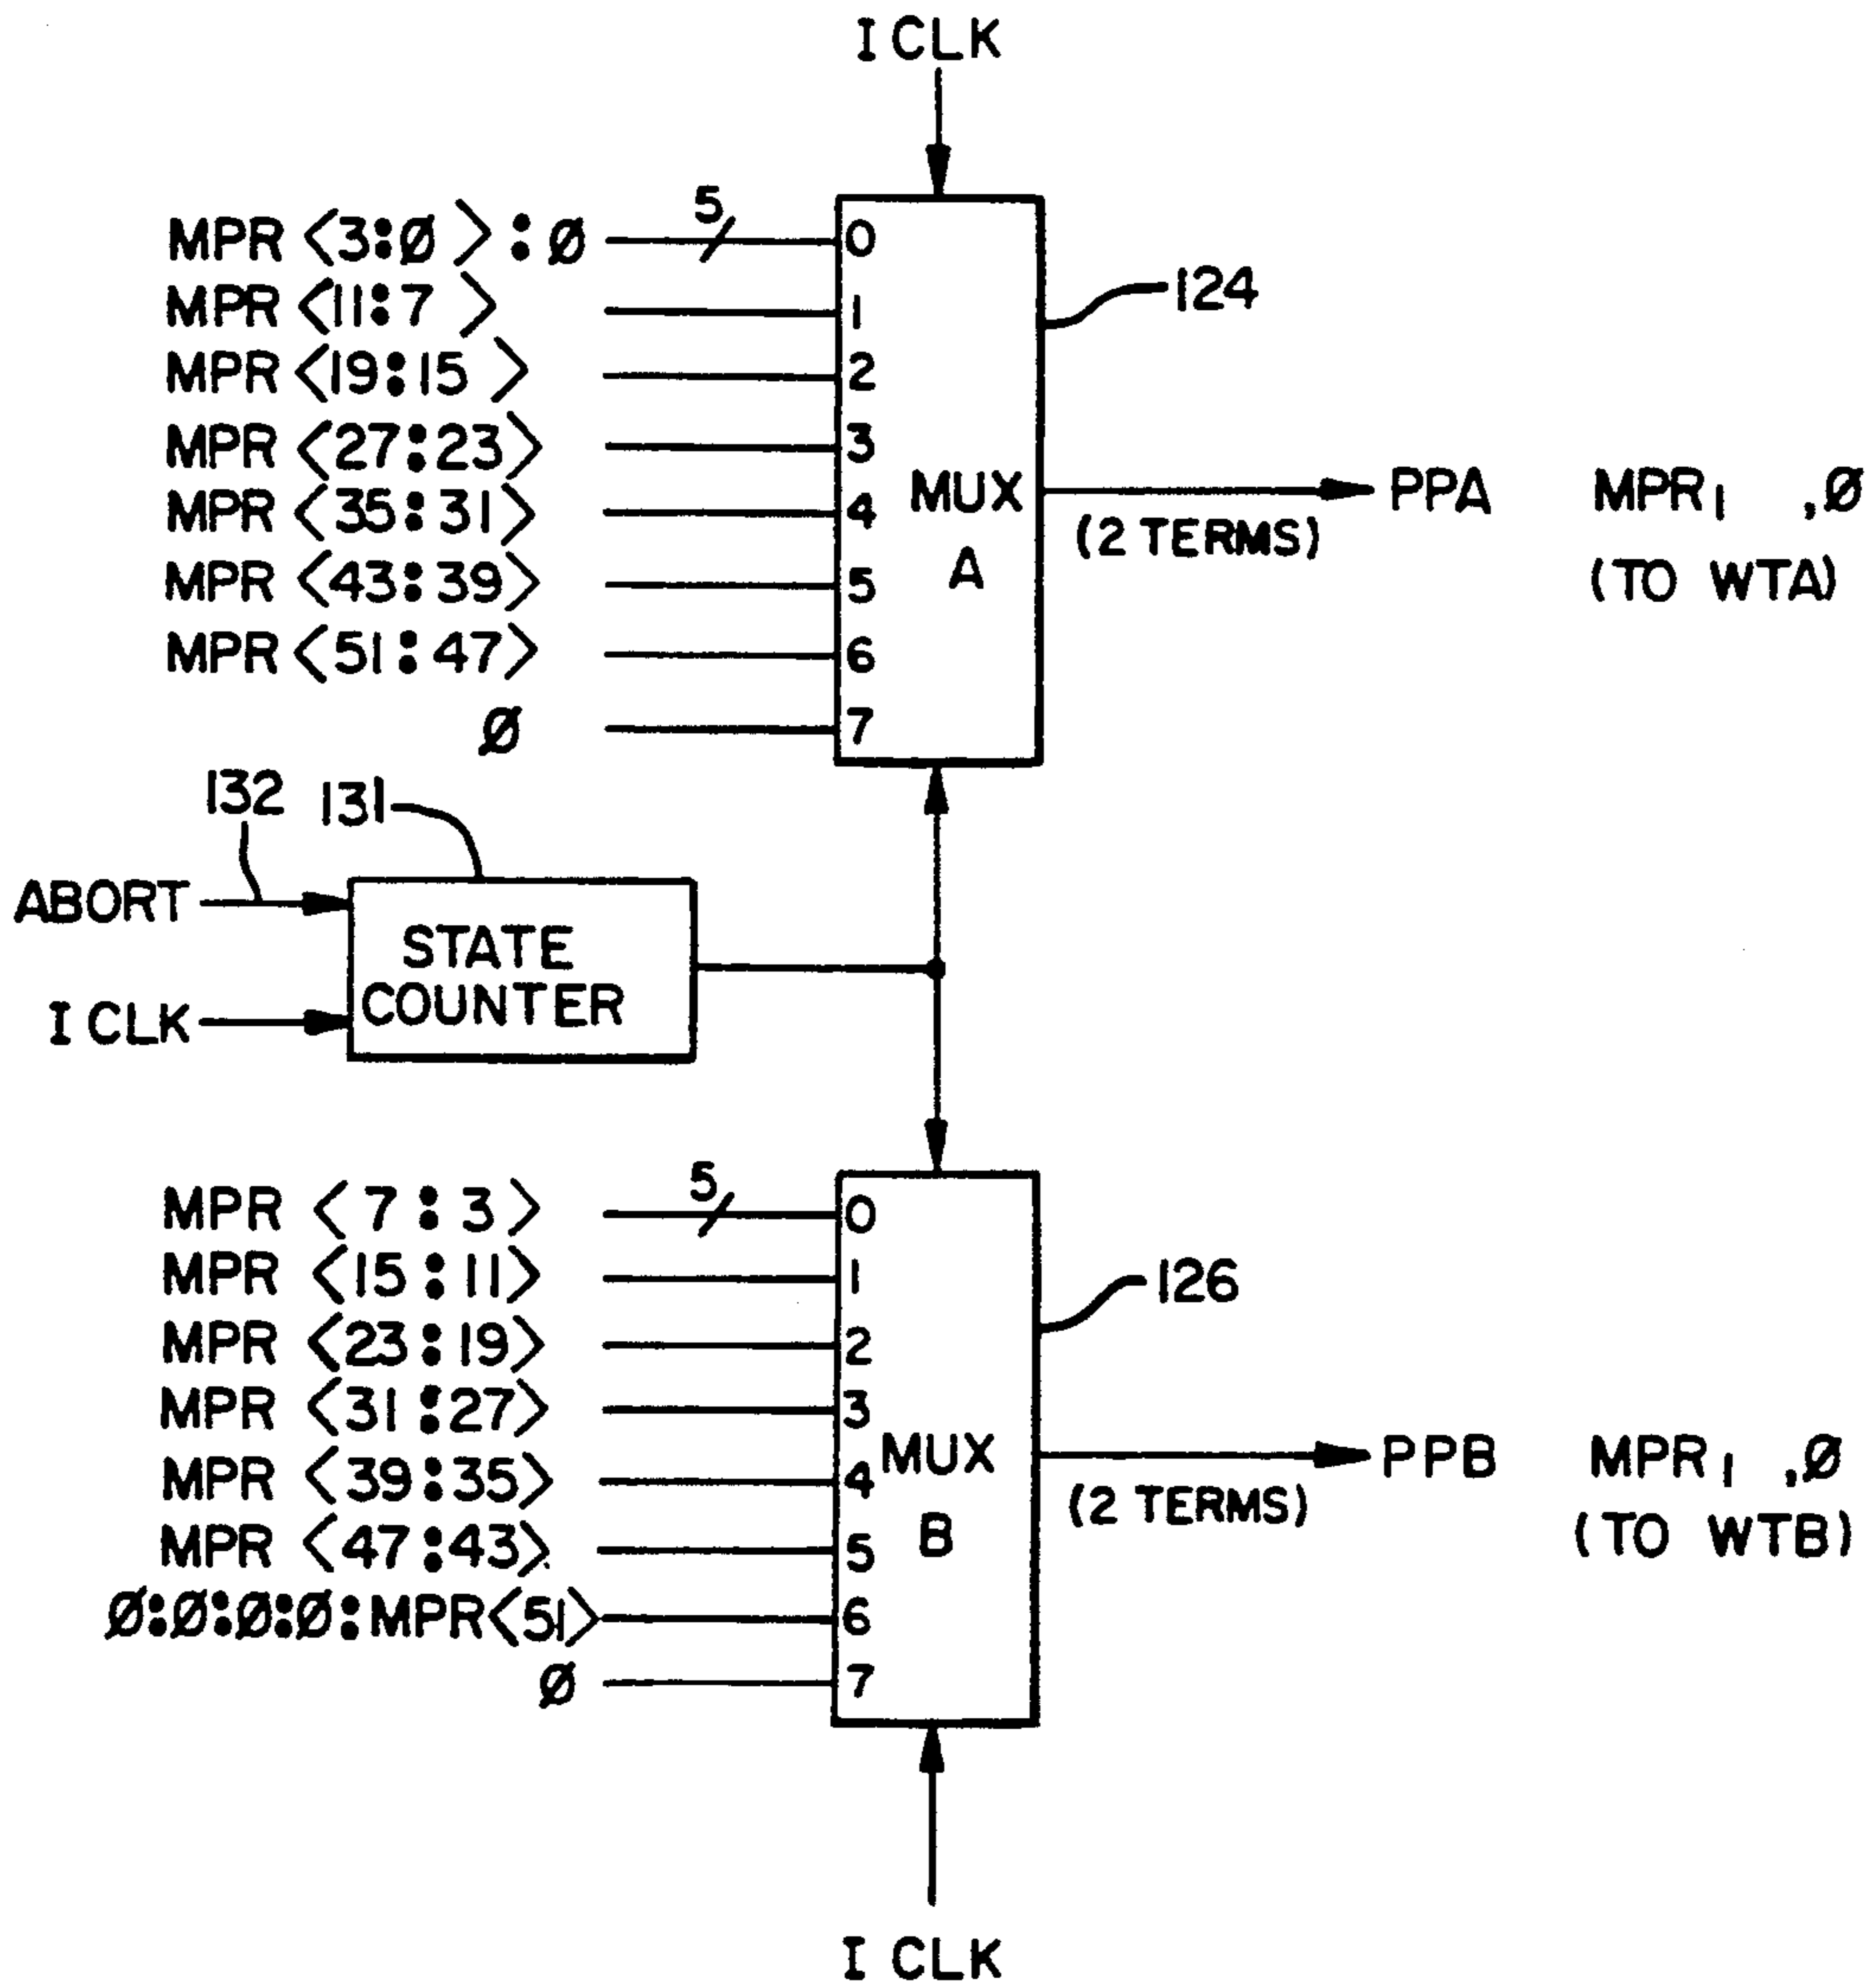 I CLK
MPR <3:Ø> :Ø 5 0
MPR <11:7 > 1
124
MPR <19:15 > 2
MPR <27:23> 3
MPR <35:31> 4
MUX A
PPA MPR1 ,Ø
(2 TERMS)
(TO WTA)
MPR <43:39> 5
MPR <51:47> 6
Ø 7
132 131
ABORT
STATE COUNTER
I CLK
MPR < 7 : 3 > 5 0
MPR <15 : 11> 1
126
MPR <23 : 19> 2
MPR <31 : 27> 3
MPR <39:35> 4
MUX B
PPB MPR1 ,Ø
(2 TERMS)
(TO WTB)
MPR <47:43> 5
Ø:Ø:Ø:Ø:MPR<51> 6
Ø 7
I CLK